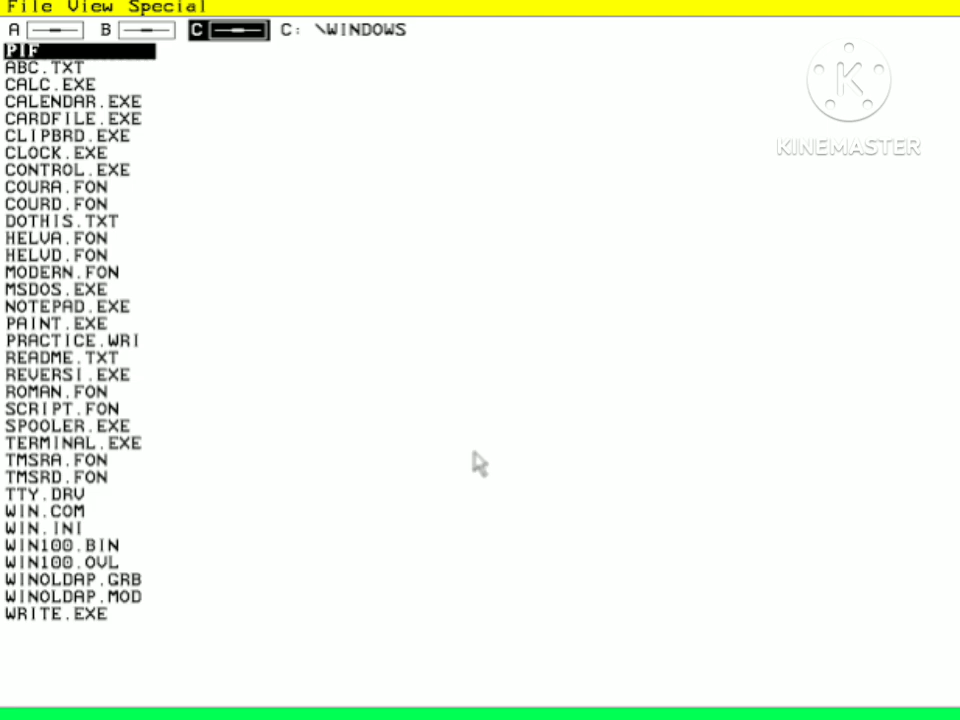 File View Special
A B C C: \WINDOWS
PIF
ABC.TXT
CALC.EXE
CALENDAR.EXE
CARDFILE.EXE
CLIPBRD.EXE
CLOCK.EXE
CONTROL.EXE
COURA.FON
COURD.FON
DOTHIS.TXT
HELVA.FON
HELVD.FON
MODERN.FON
MSDOS.EXE
NOTEPAD.EXE
PAINT.EXE
PRACTICE.WRI
README.TXT
REVERSI.EXE
ROMAN.FON
SCRIPT.FON
SPOOLER.EXE
TERMINAL.EXE
TMSRA.FON
TMSRD.FON
TTY.DRV
WIN.COM
WIN.INI
WIN100.BIN
WIN100.OVL
WINOLDAP.GRB
WINOLDAP.MOD
WRITE.EXE
K
KINEMASTER